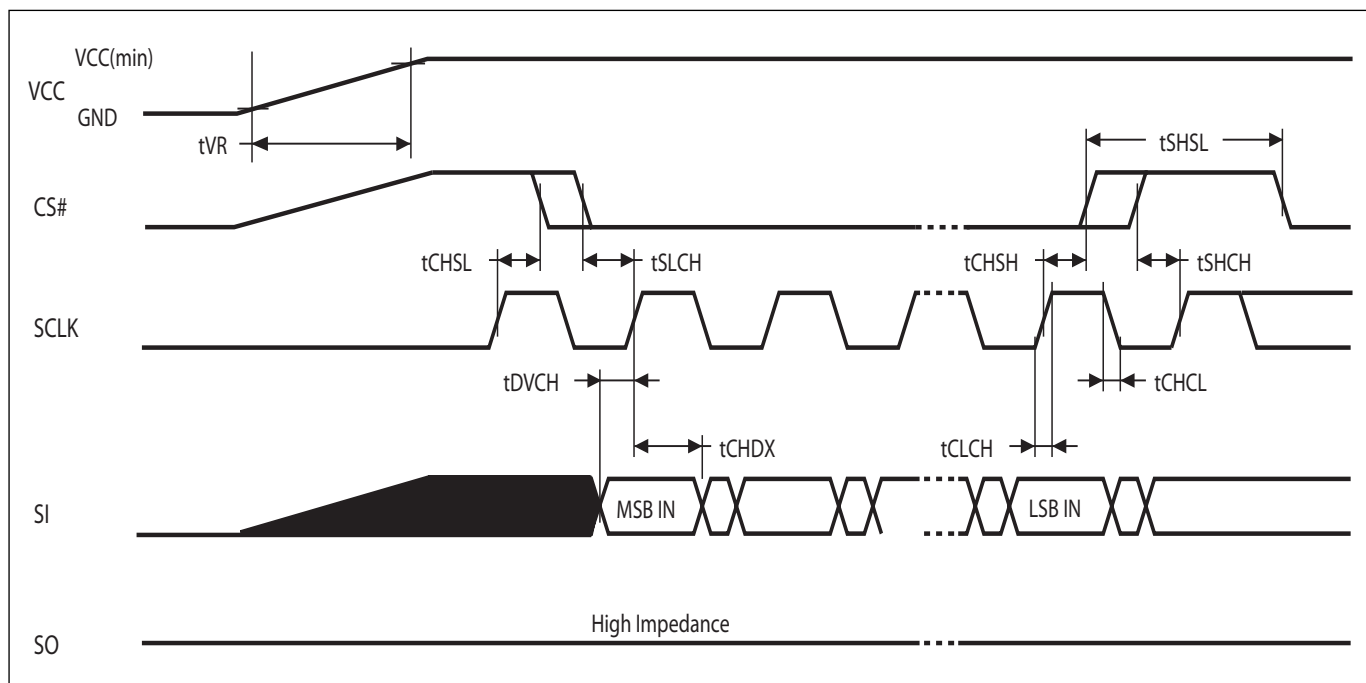 VCC(min)
VCC
GND
tVR
tSHSL
CS#
tCHSL
tSLCH
tCHSH
tSHCH
SCLK
tDVCH
tCHCL
tCHDX
tCLCH
SI
MSB IN
LSB IN
High Impedance
SO